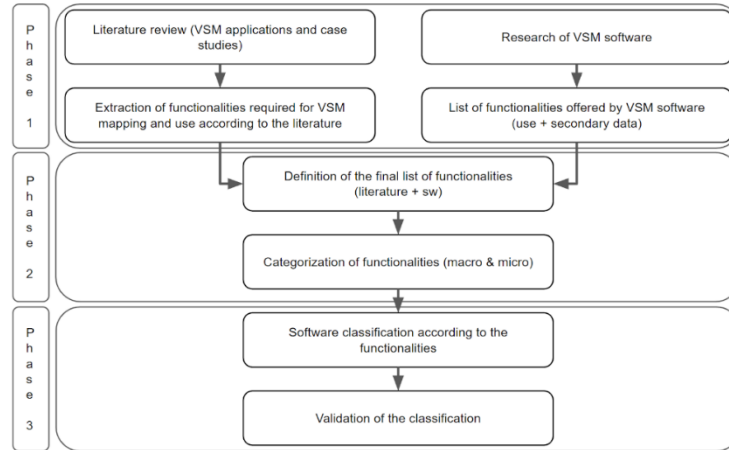 Phase 1
Literature review (VSM applications and case
studies)
Research of VSM software
Extraction of functionalities required for VSM
mapping and use according to the literature
List of functionalities offered by VSM software
(use + secondary data)
Phase 2
Definition of the final list of functionalities
(literature + sw)
Categorization of functionalities (macro & micro)
Phase 3
Software classification according to the
functionalities
Validation of the classification